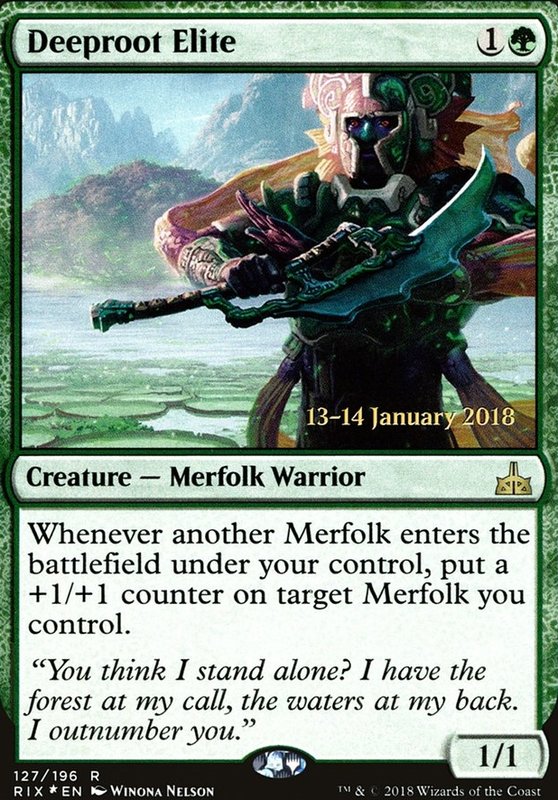 Deeproot Elite 1
13–14 January 2018
Creature — Merfolk Warrior
Whenever another Merfolk enters the
battlefield under your control, put a
+1/+1 counter on target Merfolk you
control.
“You think I stand alone? I have the
forest at my call, the waters at my back.
I outnumber you.”
1/1
127/196 R
RIX★EN Winona Nelson
™ & © 2018 Wizards of the Coast